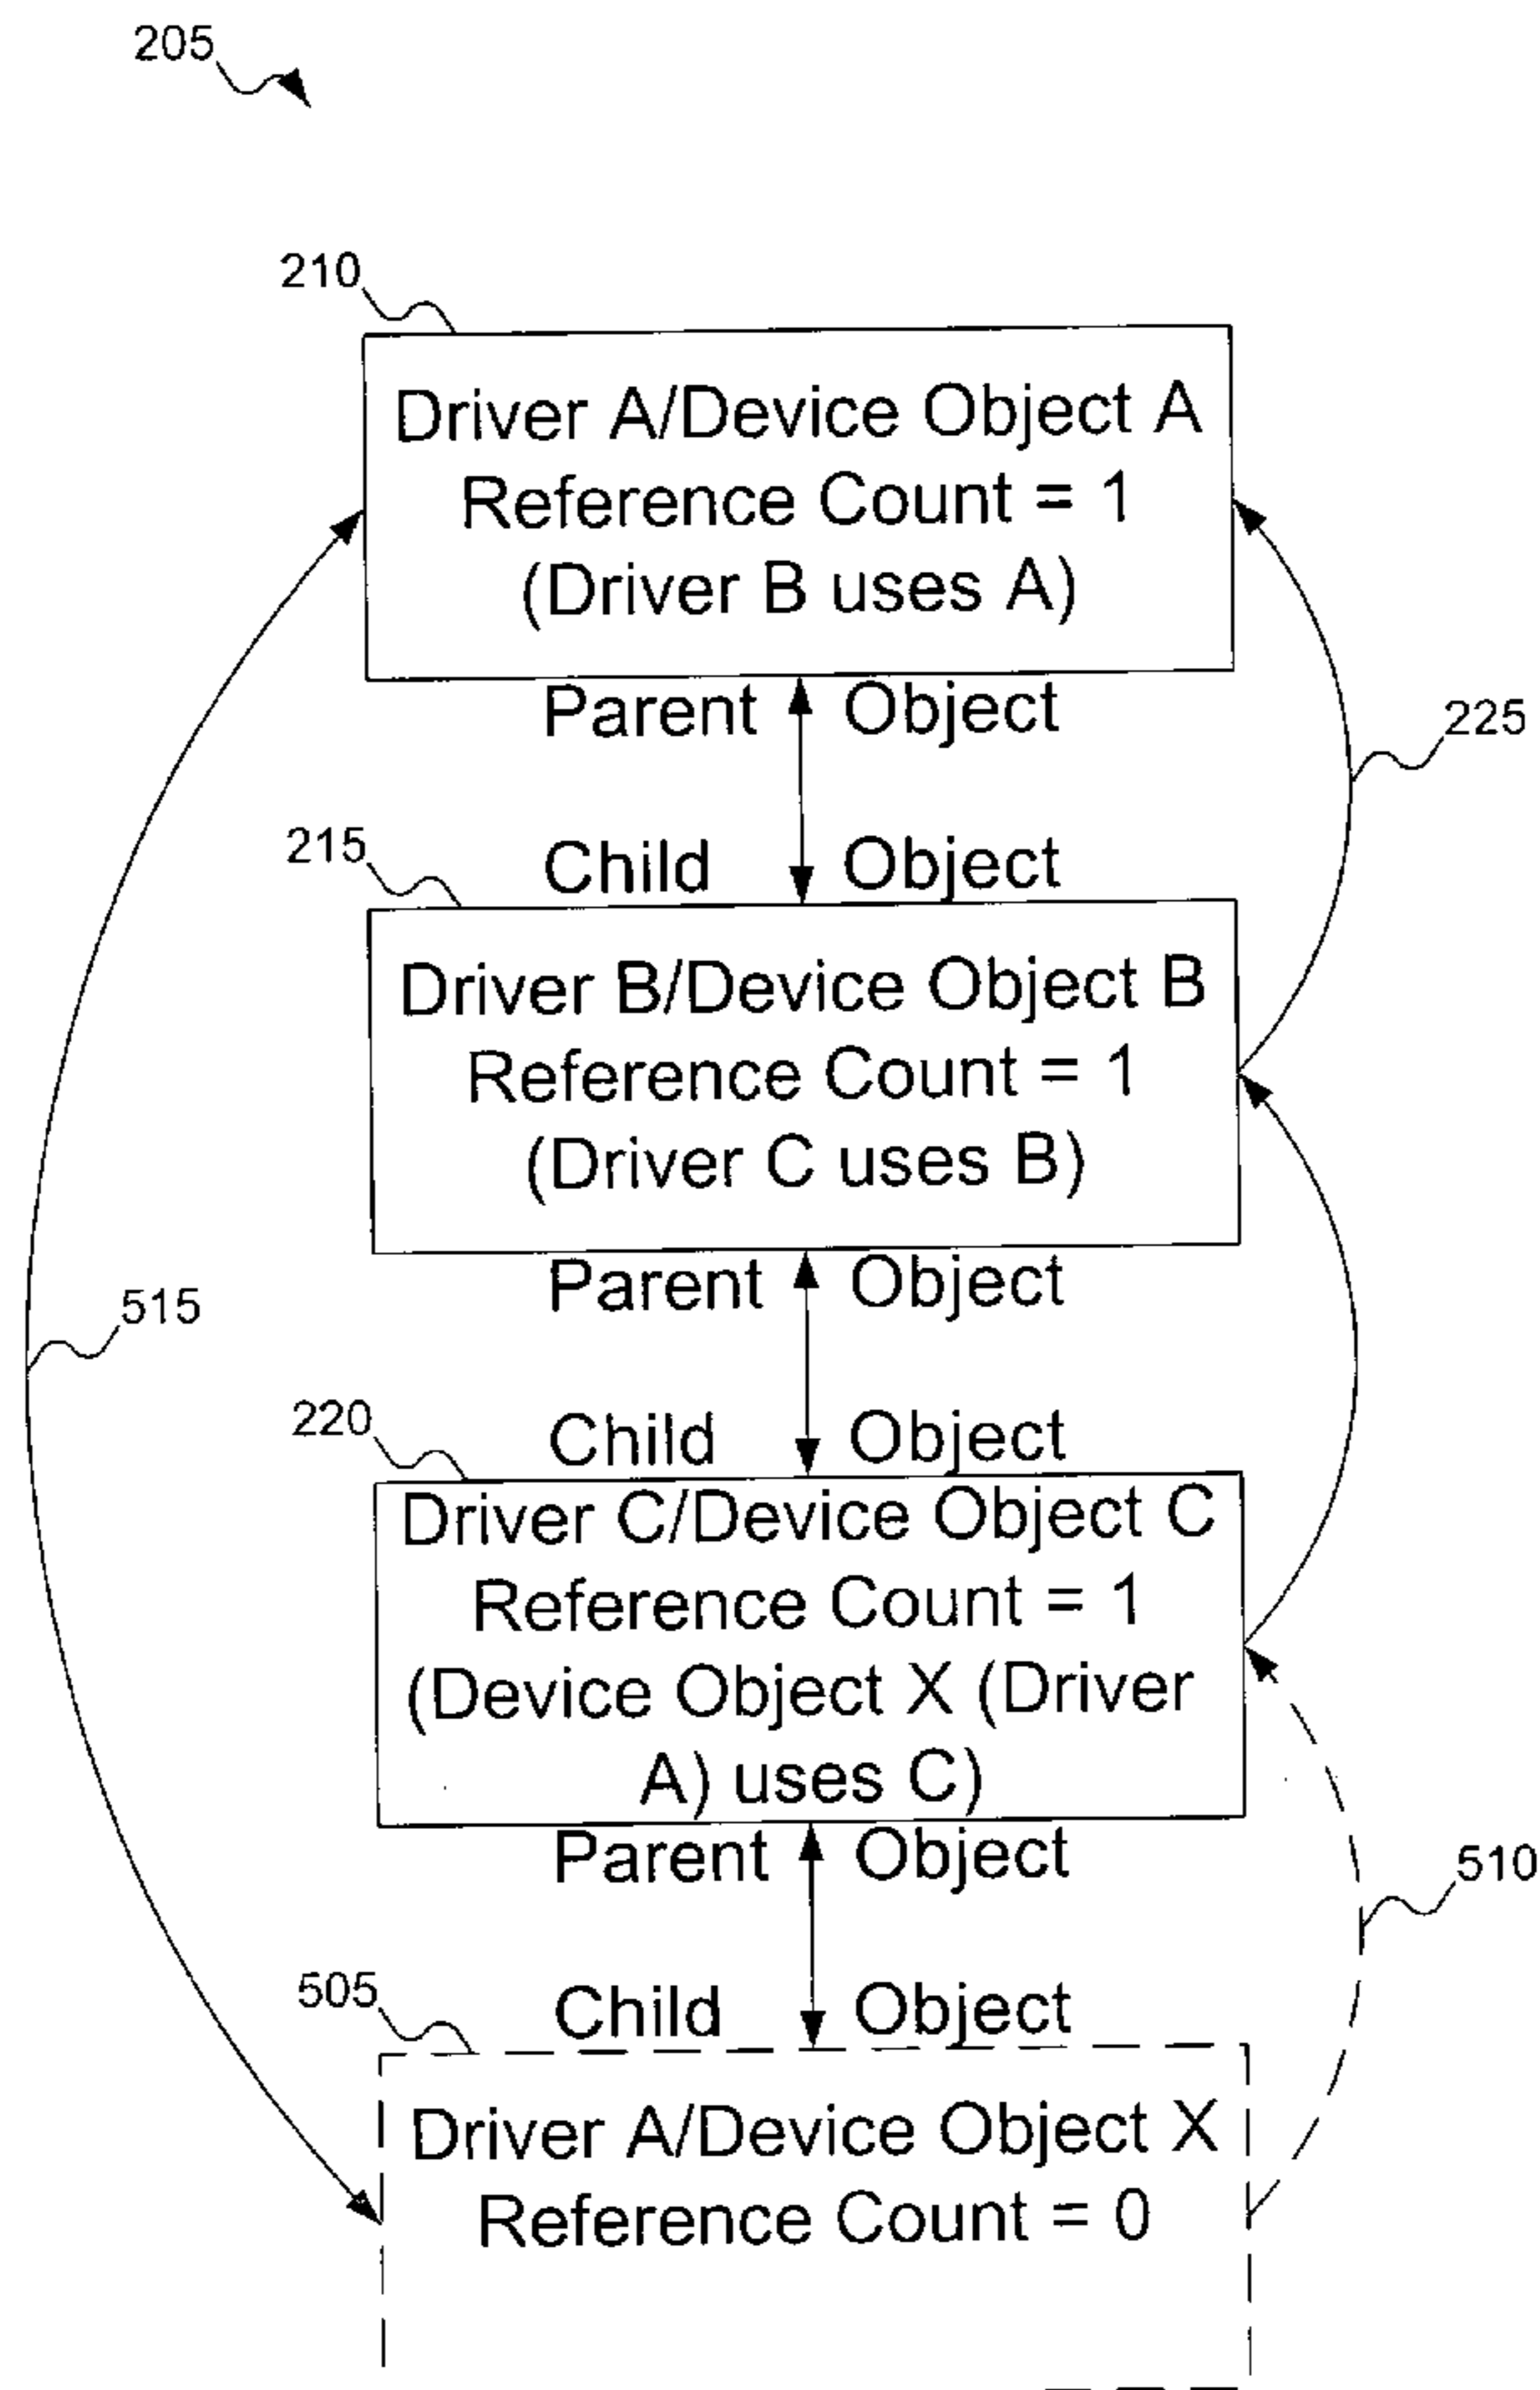 205
210
Driver A/Device Object A
Reference Count = 1
(Driver B uses A)
Parent Object
225
215
Child Object
Driver B/Device Object B
Reference Count = 1
(Driver C uses B)
Parent Object
515
220
Child Object
Driver C/Device Object C
Reference Count = 1
(Device Object X (Driver
A) uses C)
Parent Object
510
505
Child Object
Driver A/Device Object X
Reference Count = 0